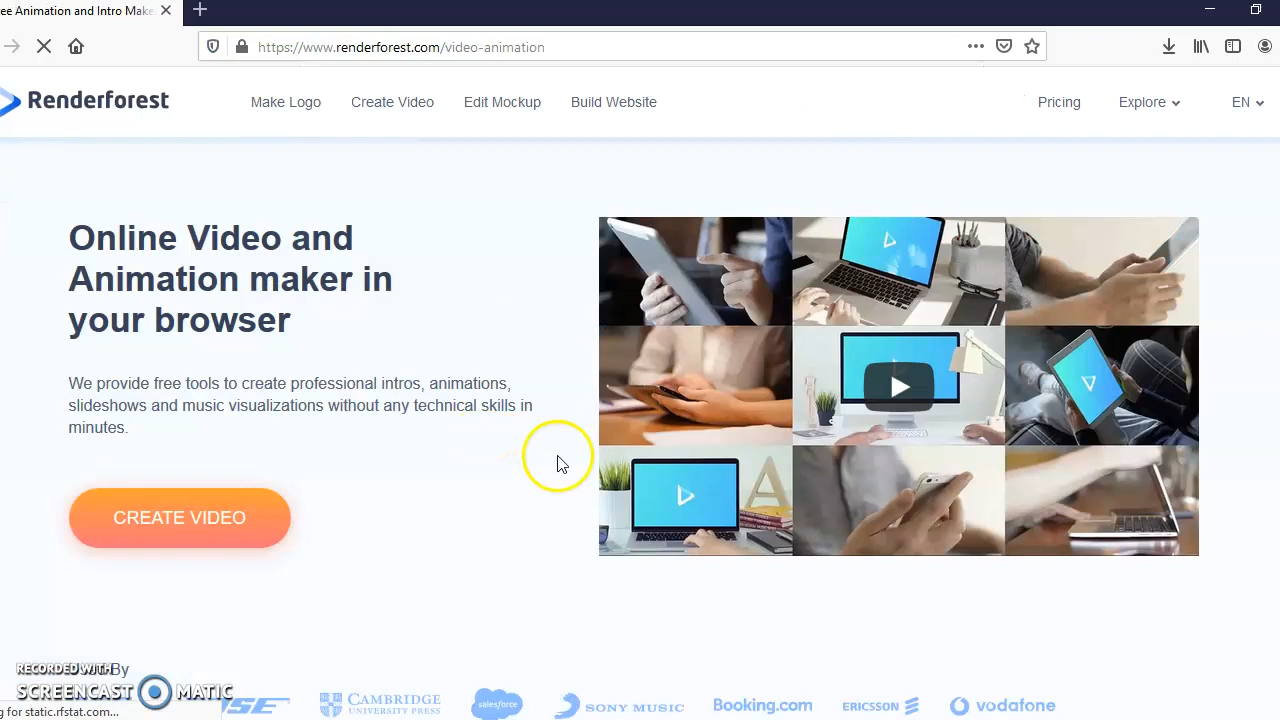 ree Animation and Intro Make
https://www.renderforest.com/video-animation
Renderforest
Make Logo
Create Video
Edit Mockup
Build Website
Pricing
Explore
EN
Online Video and
Animation maker in
your browser
We provide free tools to create professional intros, animations,
slideshows and music visualizations without any technical skills in
minutes.
CREATE VIDEO
A
By
RECORDED WITH
SCREENCAST MATIC
g for static.rfstat.com...
CAMBRIDGE
UNIVERSITY PRESS
salesforce
SONY MUSIC
Booking.com
ERICSSON
vodafone